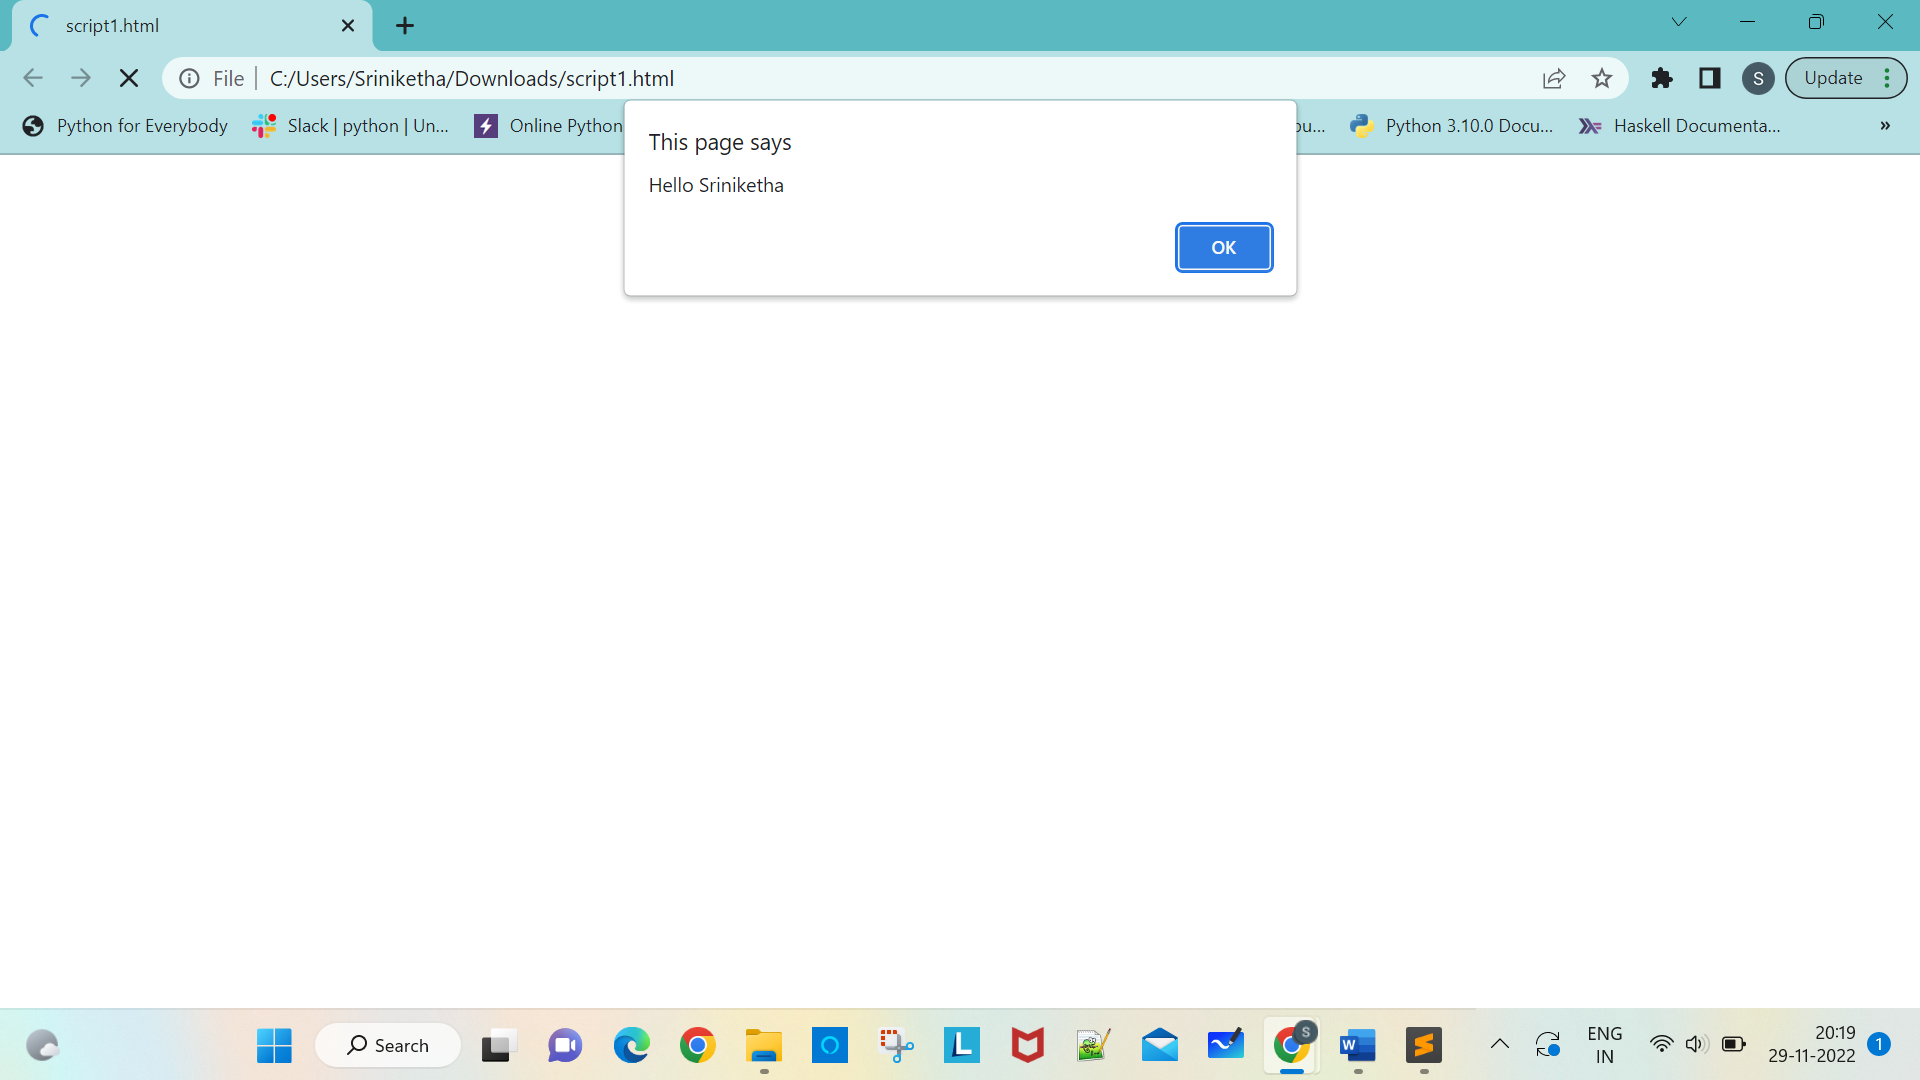 script1.html
File
C:/Users/Sriniketha/Downloads/script1.html
S
Update
Python for Everybody
Slack | python | Un...
Online Python
ou...
Python 3.10.0 Docu...
Haskell Documenta...
»
This page says
Hello Sriniketha
OK
Search
L
S
W
ENG
IN
20:19
29-11-2022
1